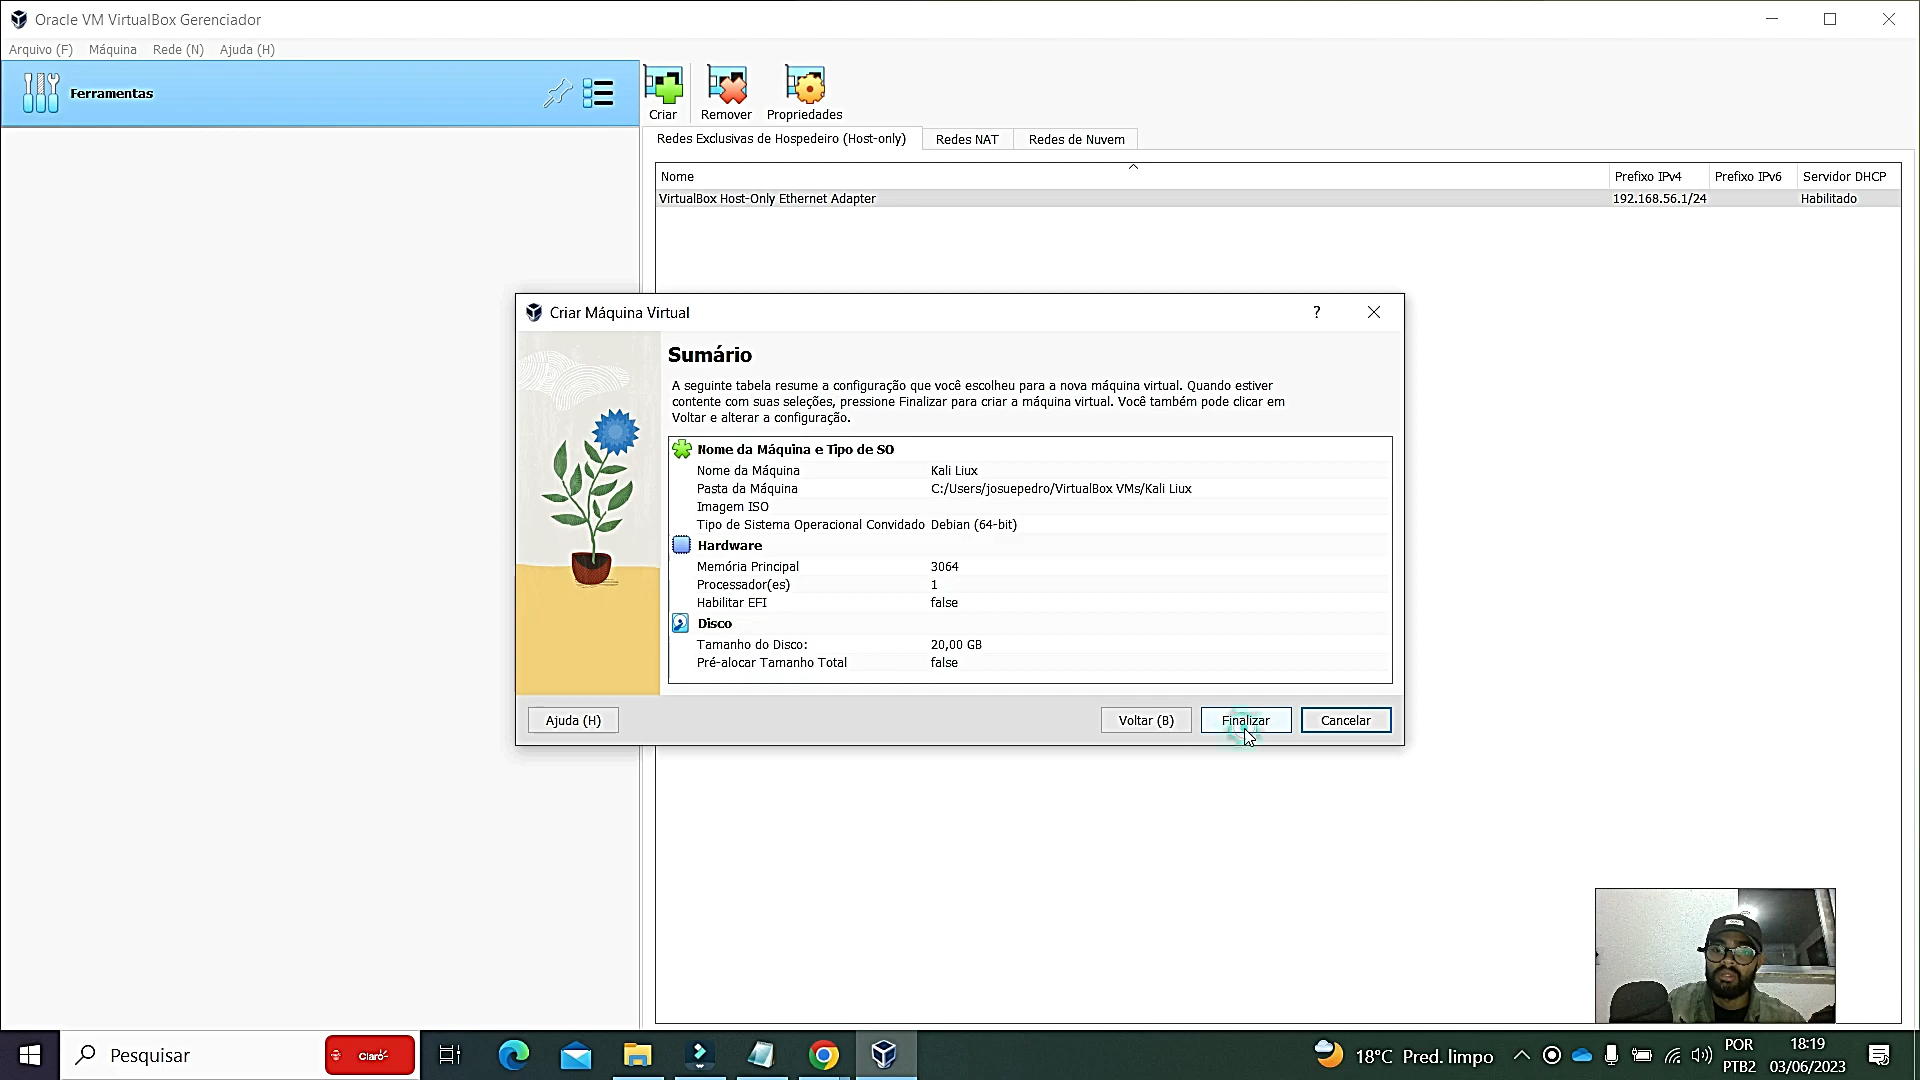 Oracle VM VirtualBox Gerenciador
Arquivo (F) Máquina Rede (N) Ajuda (H)
Ferramentas
Criar Remover Propriedades
Redes Exclusivas de Hospedeiro (Host-only) Redes NAT Redes de Nuvem
Nome Prefixo IPv4 Prefixo IPv6 Servidor DHCP
VirtualBox Host-Only Ethernet Adapter 192.168.56.1/24 Habilitado
Criar Máquina Virtual ?
Sumário
A seguinte tabela resume a configuração que você escolheu para a nova máquina virtual. Quando estiver
contente com suas seleções, pressione Finalizar para criar a máquina virtual. Você também pode clicar em
Voltar e alterar a configuração.
Nome da Máquina e Tipo de SO
Nome da Máquina Kali Liux
Pasta da Máquina C:/Users/josuepedro/VirtualBox VMs/Kali Liux
Imagem ISO
Tipo de Sistema Operacional Convidado Debian (64-bit)
Hardware
Memória Principal 3064
Processador(es) 1
Habilitar EFI false
Disco
Tamanho do Disco: 20,00 GB
Pré-alocar Tamanho Total false
Ajuda (H) Voltar (B) Finalizar Cancelar
Pesquisar Claro 18°C Pred. limpo POR 18:19
PTB2 03/06/2023